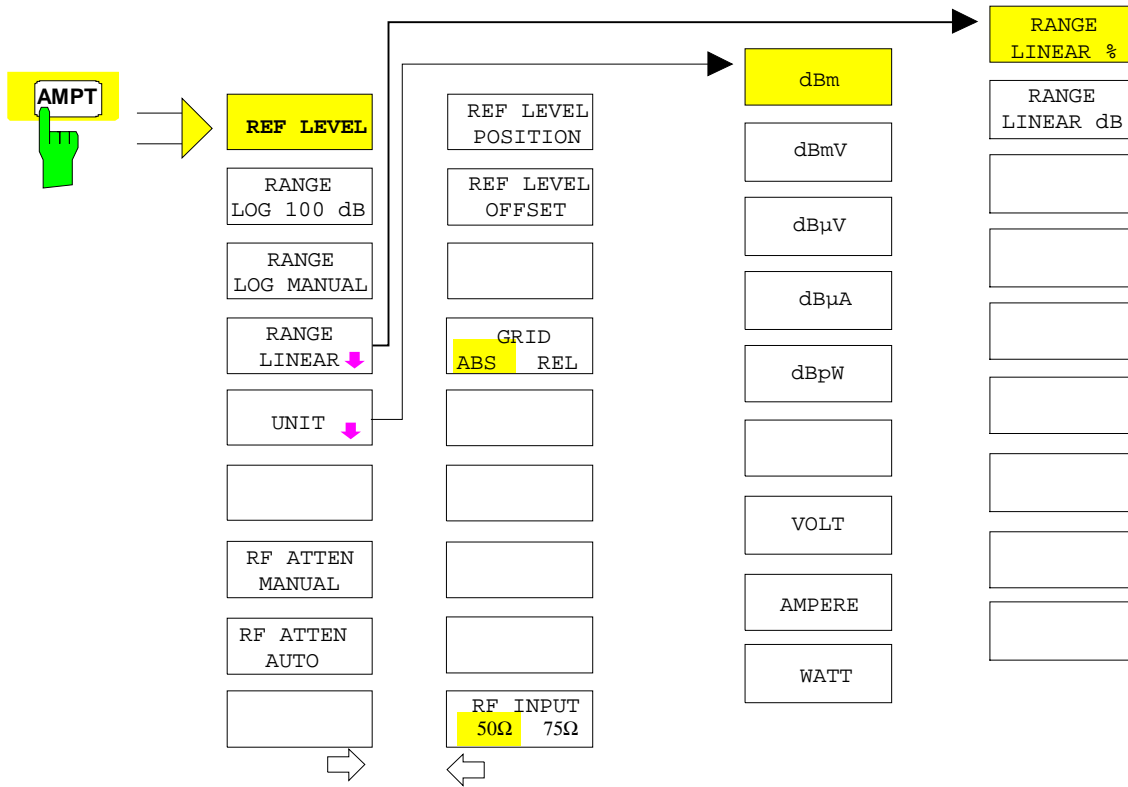 AMPT
REF LEVEL
RANGE
LOG 100 dB
RANGE
LOG MANUAL
RANGE
LINEAR
UNIT
RF ATTEN
MANUAL
RF ATTEN
AUTO
REF LEVEL
POSITION
REF LEVEL
OFFSET
GRID
ABS REL
RF INPUT
50Ω 75Ω
dBm
dBmV
dBµV
dBµA
dBpW
VOLT
AMPERE
WATT
RANGE
LINEAR %
RANGE
LINEAR dB